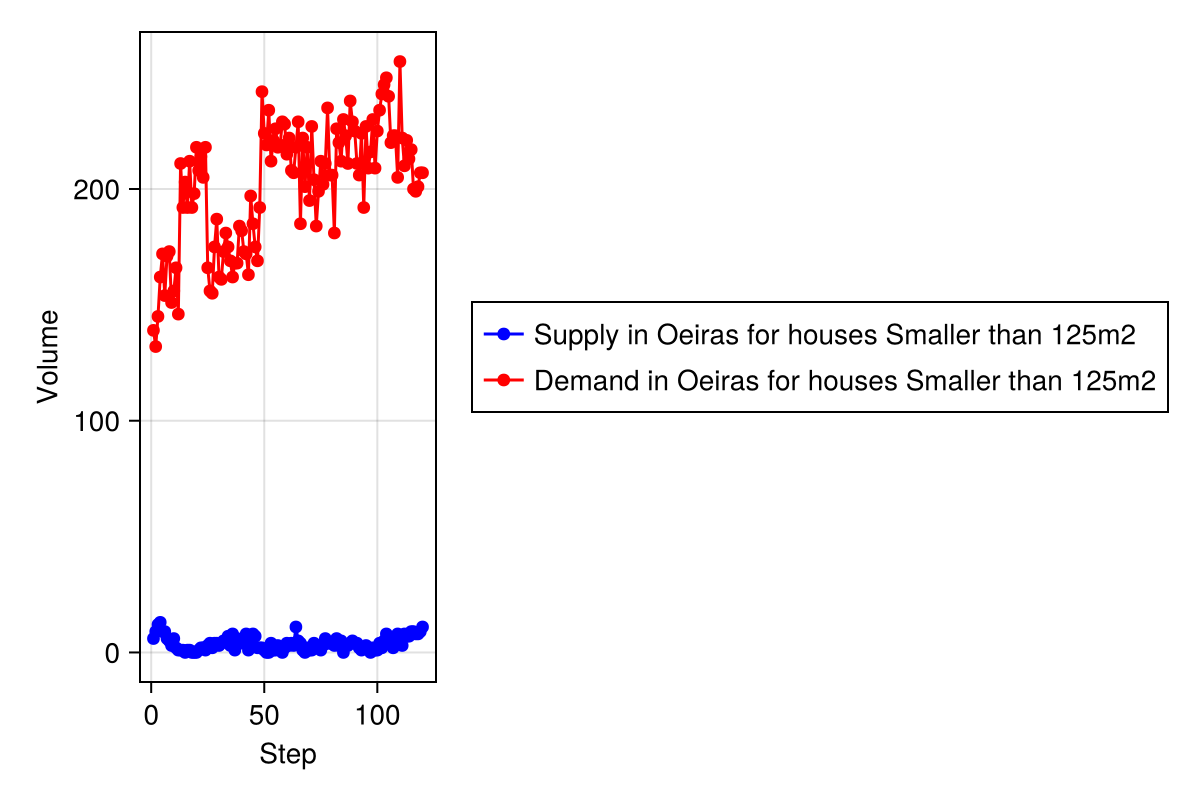 Volume
200
100
0
0 50 100
Step
Supply in Oeiras for houses Smaller than 125m2
Demand in Oeiras for houses Smaller than 125m2